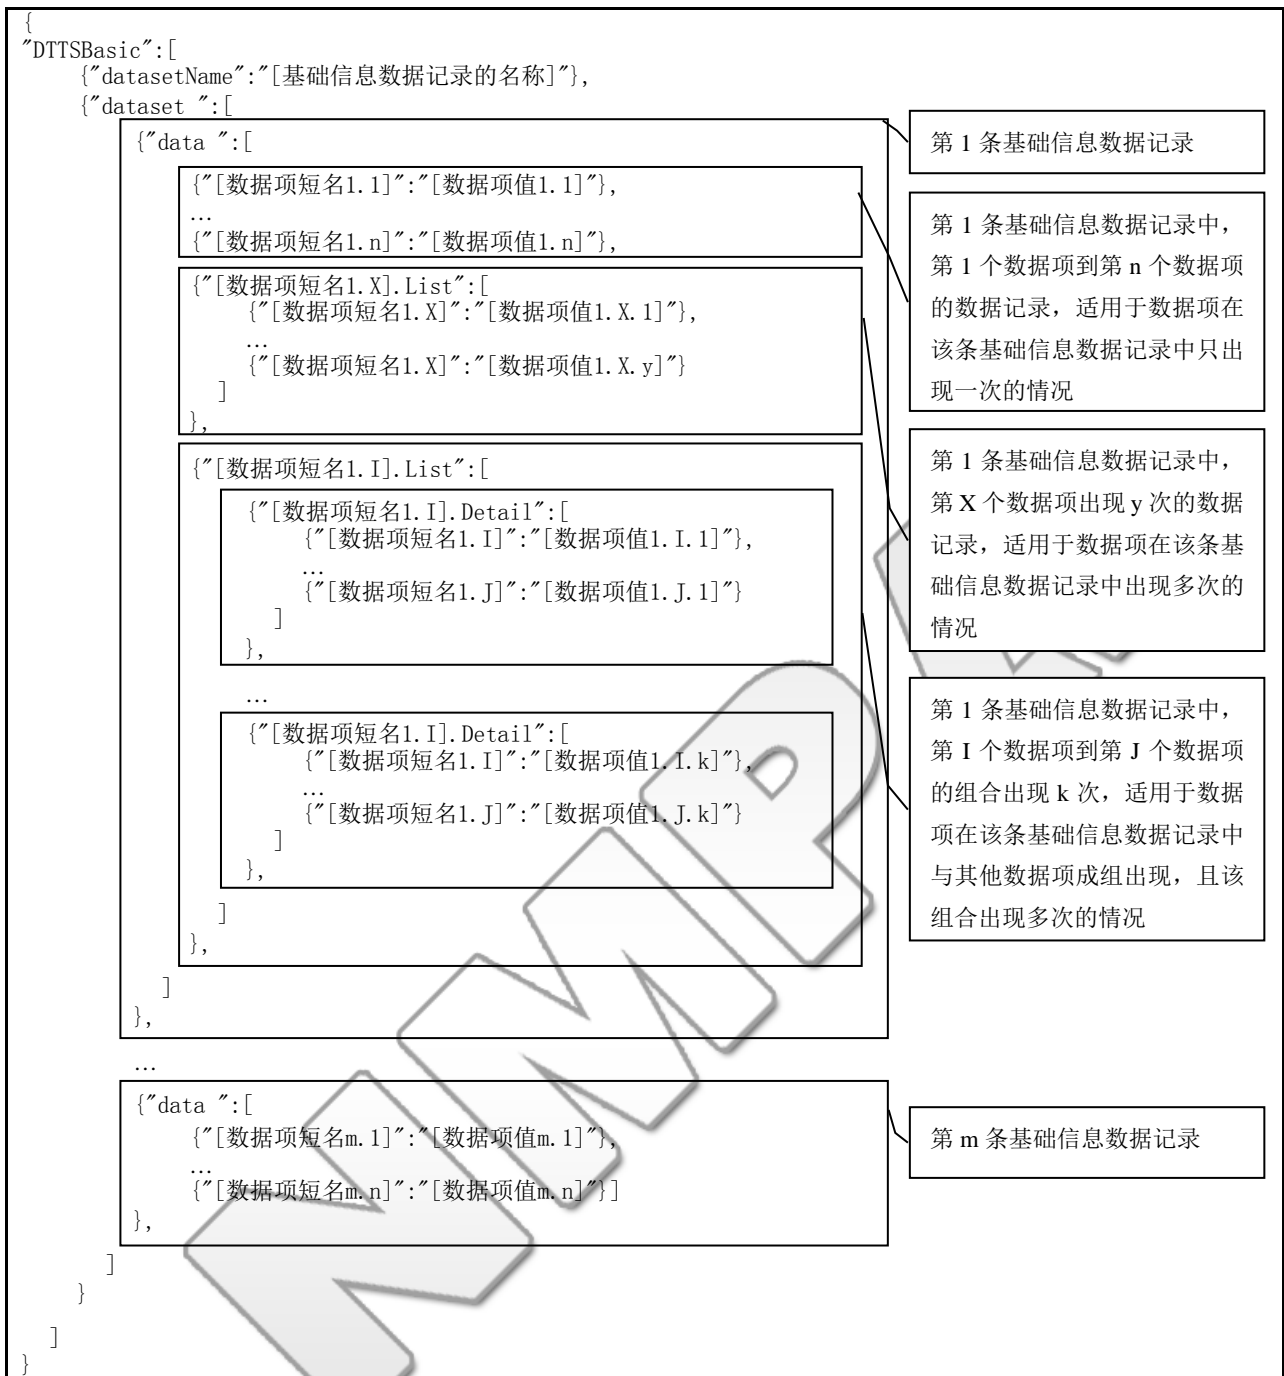 {
"DTTSBasic":[
{"datasetName":"[基础信息数据记录的名称]"},
{"dataset ":[
{"data ":[
第 1 条基础信息数据记录
{"[数据项短名1.1]":"[数据项值1.1]"},
...
{"[数据项短名1.n]":"[数据项值1.n]"},
第 1 条基础信息数据记录中，
第 1 个数据项到第 n 个数据项
的数据记录，适用于数据项在
该条基础信息数据记录中只出
现一次的情况
{"[数据项短名1.X].List":[
{"[数据项短名1.X]":"[数据项值1.X.1]"},
...
{"[数据项短名1.X]":"[数据项值1.X.y]"}
]
},
第 1 条基础信息数据记录中，
第 X 个数据项出现 y 次的数据
记录，适用于数据项在该条基
础信息数据记录中出现多次的
情况
{"[数据项短名1.I].List":[
{"[数据项短名1.I].Detail":[
{"[数据项短名1.I]":"[数据项值1.I.1]"},
...
{"[数据项短名1.J]":"[数据项值1.J.1]"}
]
},
...
{"[数据项短名1.I].Detail":[
{"[数据项短名1.I]":"[数据项值1.I.k]"},
...
{"[数据项短名1.J]":"[数据项值1.J.k]"}
]
},
]
},
第 1 条基础信息数据记录中，
第 I 个数据项到第 J 个数据项
的组合出现 k 次，适用于数据
项在该条基础信息数据记录中
与其他数据项成组出现，且该
组合出现多次的情况
]
},
...
{"data ":[
{"[数据项短名m.1]":"[数据项值m.1]"},
...
{"[数据项短名m.n]":"[数据项值m.n]"}]
},
第 m 条基础信息数据记录
]
}
]
}
NMPA